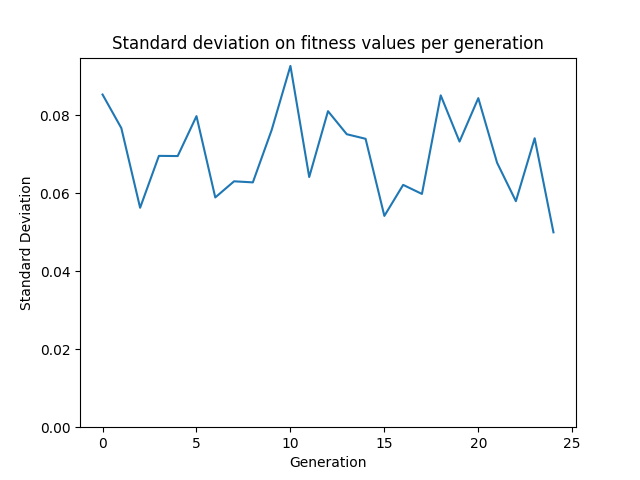 Standard deviation on fitness values per generation
0.08
0.06
0.04
0.02
0.00
Standard Deviation
0 5 10 15 20 25
Generation